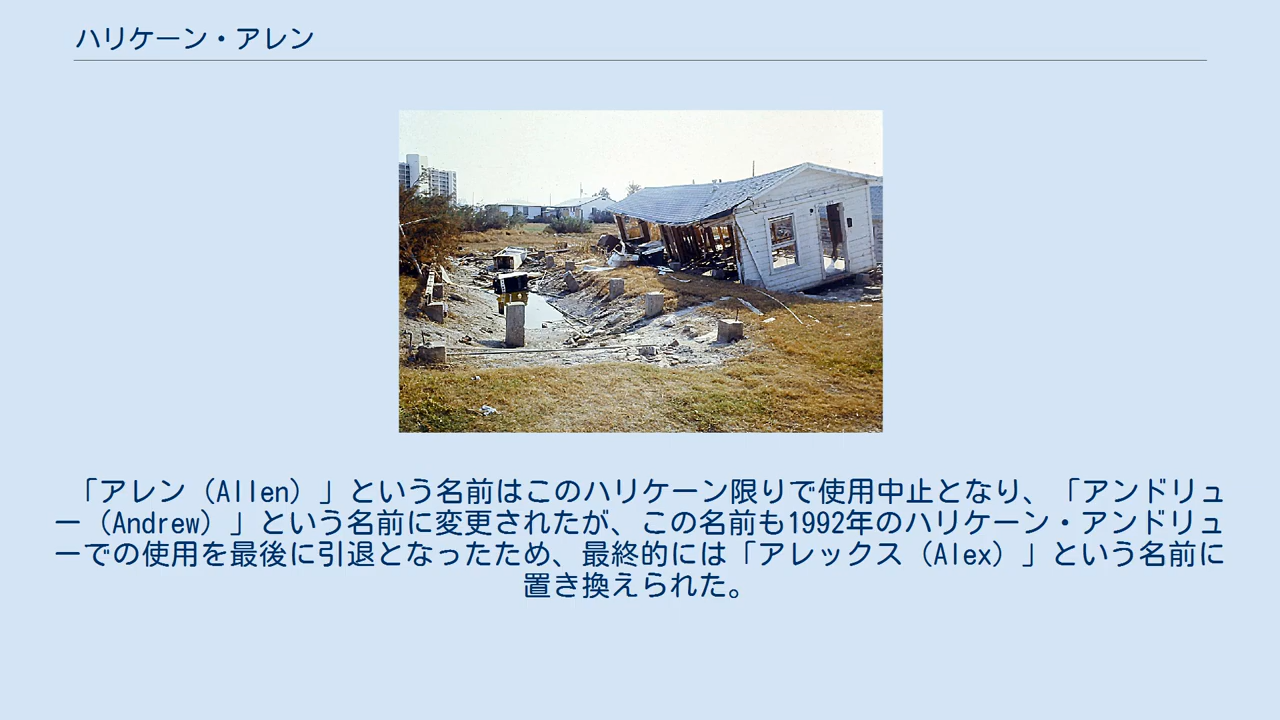 ハリケーン・アレン
「アレン（Allen）」という名前はこのハリケーン限りで使用中止となり、「アンドリュ
ー（Andrew）」という名前に変更されたが、この名前も1992年のハリケーン・アンドリュ
ーでの使用を最後に引退となったため、最終的には「アレックス（Alex）」という名前に
置き換えられた。